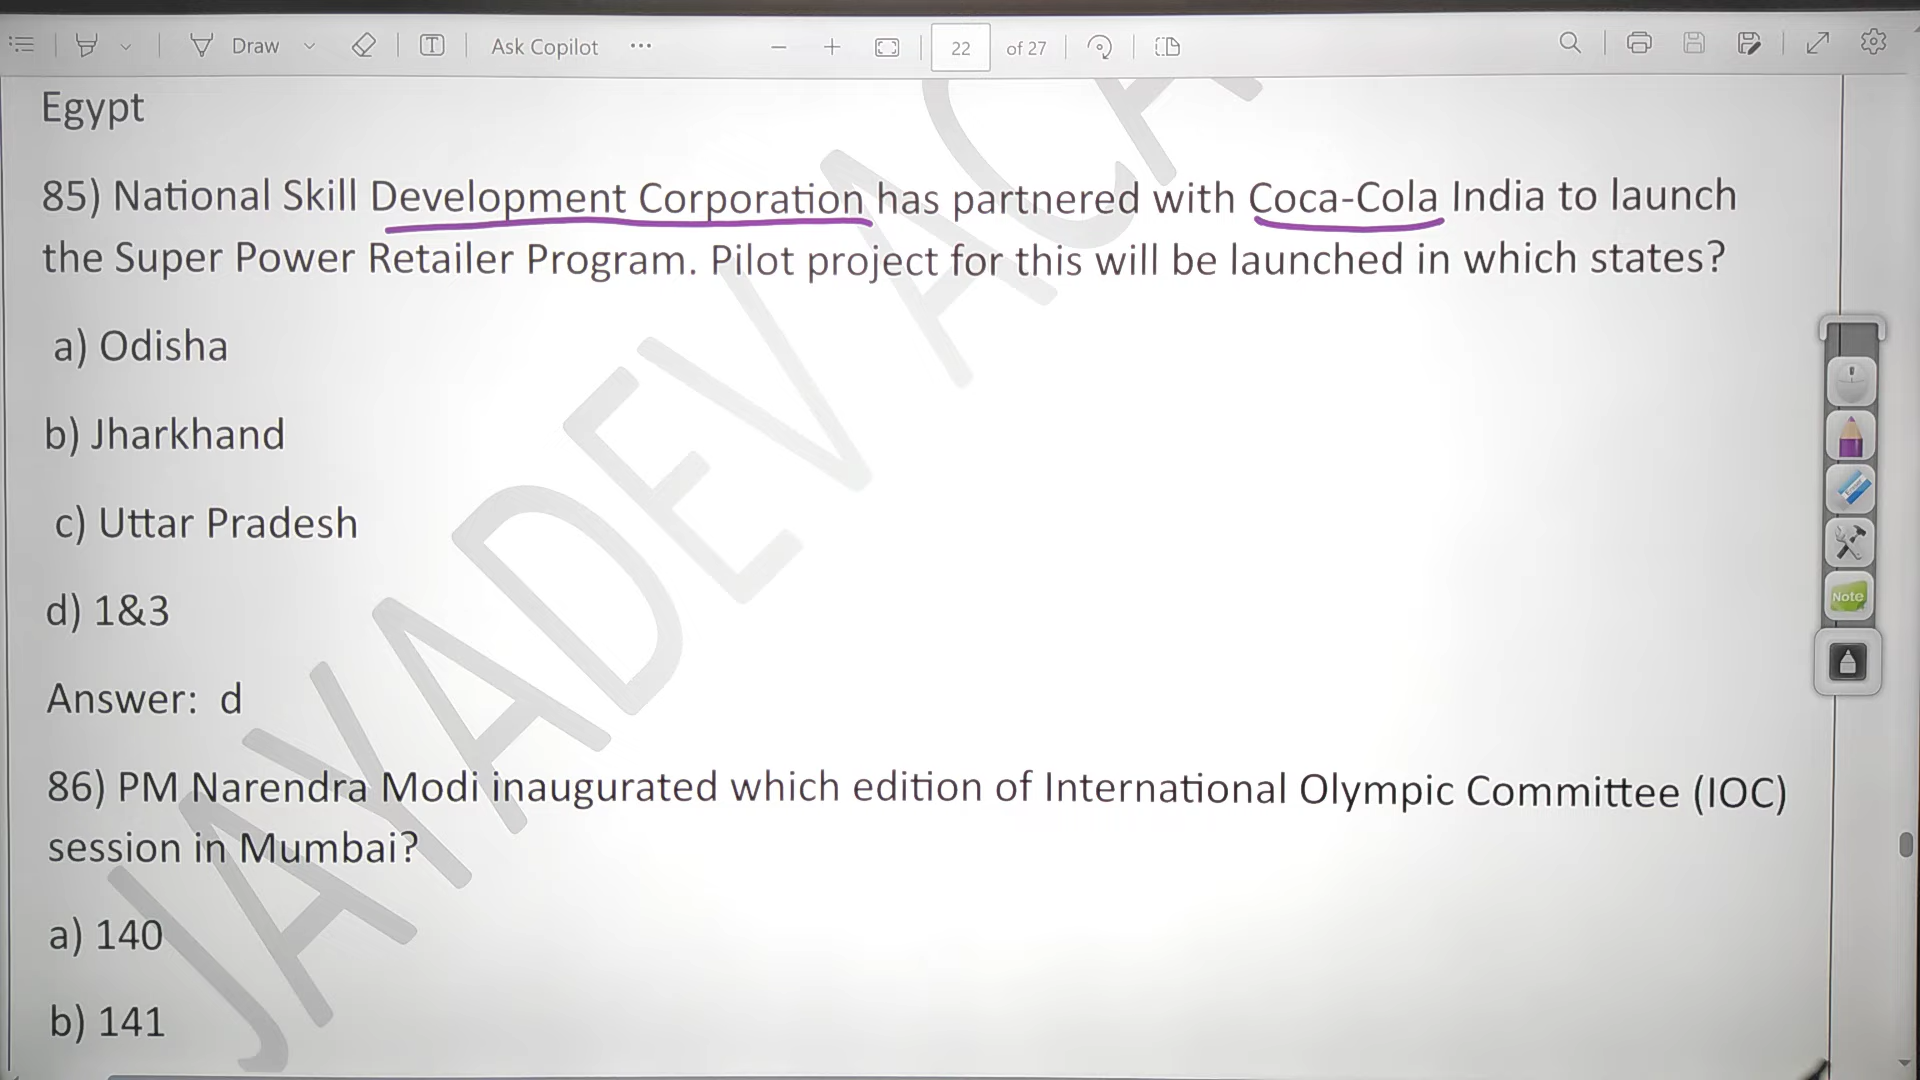 Draw
Ask Copilot
22 of 27
Egypt
85) National Skill Development Corporation has partnered with Coca-Cola India to launch
the Super Power Retailer Program. Pilot project for this will be launched in which states?
a) Odisha
b) Jharkhand
c) Uttar Pradesh
d) 1&3
Answer: d
86) PM Narendra Modi inaugurated which edition of International Olympic Committee (IOC)
session in Mumbai?
a) 140
b) 141
Note
JAYADEV ACA